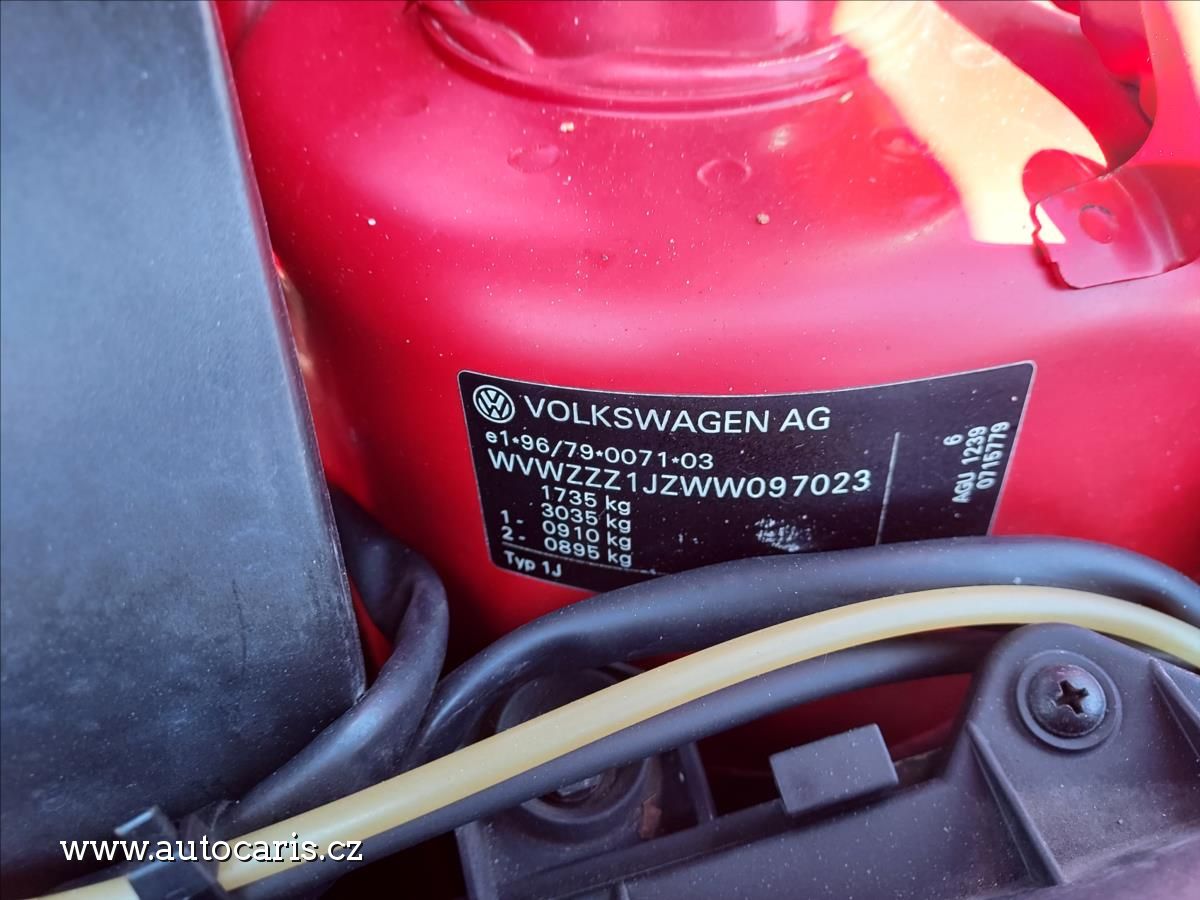 VOLKSWAGEN AG
e1*96/79*0071*03
WVWZZZ1JZWW097023
1735 kg
3035 kg
1- 0910 kg
2- 0895 kg
Typ 1J
6
AGU 1239
0715779
www.autocaris.cz